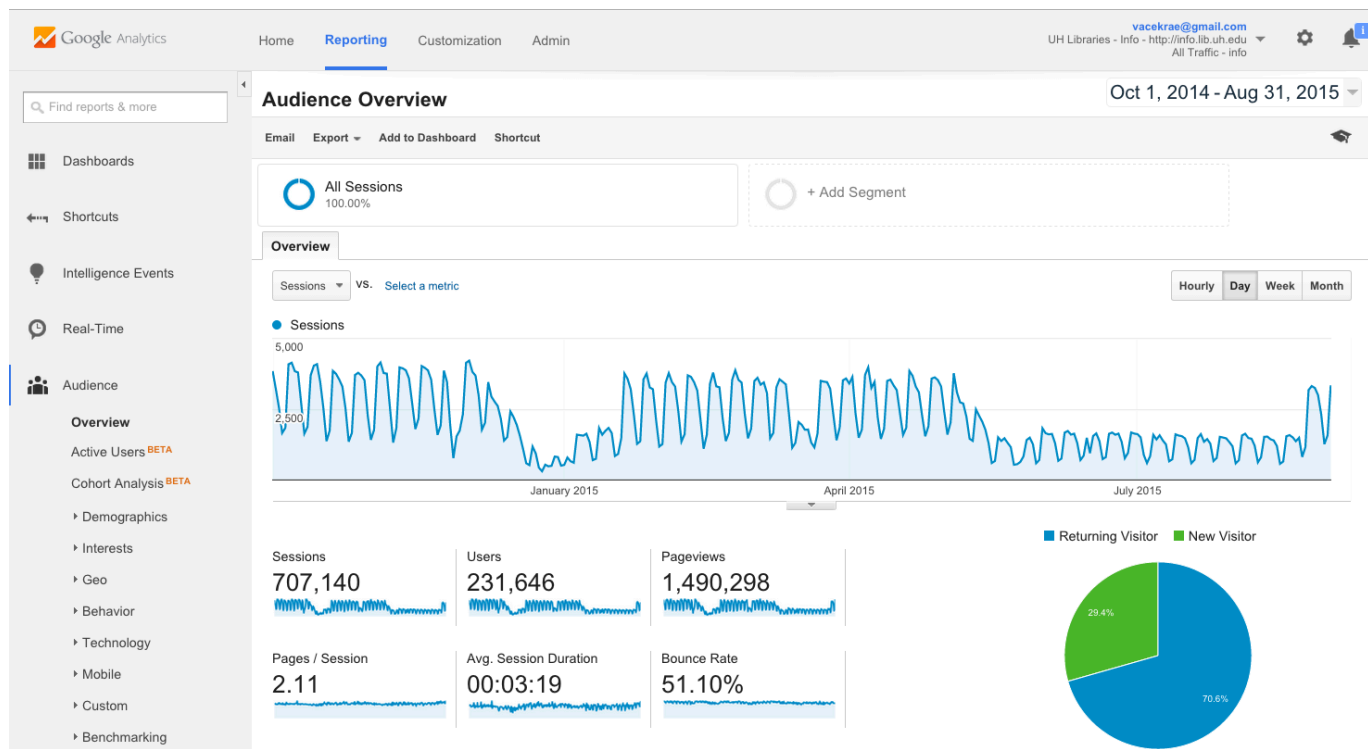 Google Analytics
Home Reporting Customization Admin
vacekrae@gmail.com
UH Libraries - Info - http://info.lib.uh.edu
All Traffic - info
i
Find reports & more
Dashboards
Shortcuts
Intelligence Events
Real-Time
Audience
Overview
Active Users BETA
Cohort Analysis BETA
Demographics
Interests
Geo
Behavior
Technology
Mobile
Custom
Benchmarking
Audience Overview
Oct 1, 2014 - Aug 31, 2015
Email Export Add to Dashboard Shortcut
All Sessions
100.00%
+ Add Segment
Overview
Sessions vs. Select a metric
Hourly Day Week Month
Sessions
5,000
2,500
January 2015 April 2015 July 2015
Sessions Users Pageviews
707,140 231,646 1,490,298
Pages / Session Avg. Session Duration Bounce Rate
2.11 00:03:19 51.10%
Returning Visitor New Visitor
29.4%
70.6%